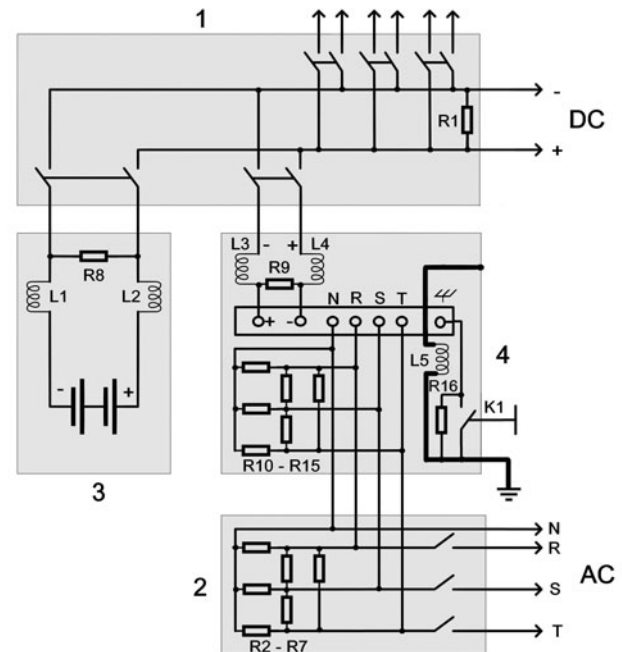 1
-
DC
R1
+
L3
-
+
L4
R9
R8
L1
L2
N R S T
+
-
L5
4
R16
K1
-
+
R10 - R15
3
N
R
2
S
AC
T
R2 - R7